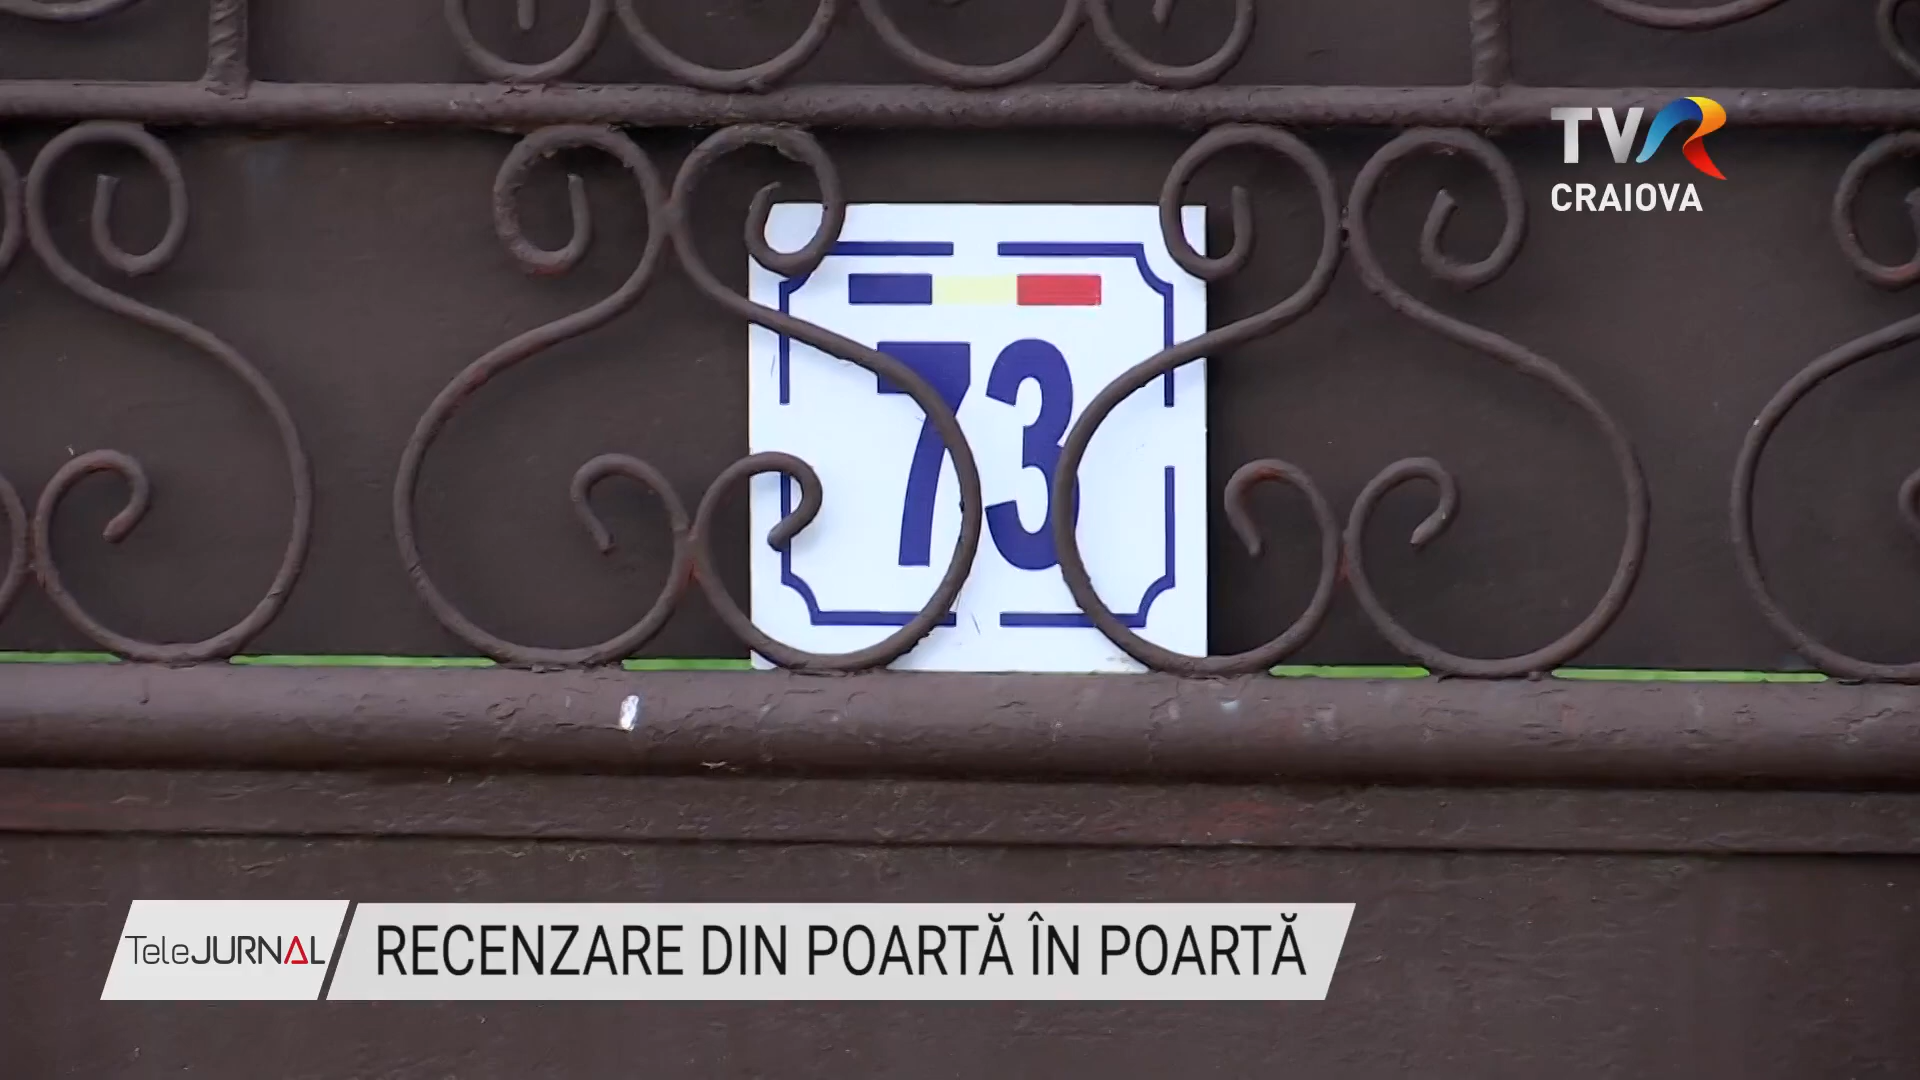 TVR
CRAIOVA
73
TeleJURNAL
RECENZARE DIN POARTĂ ÎN POARTĂ